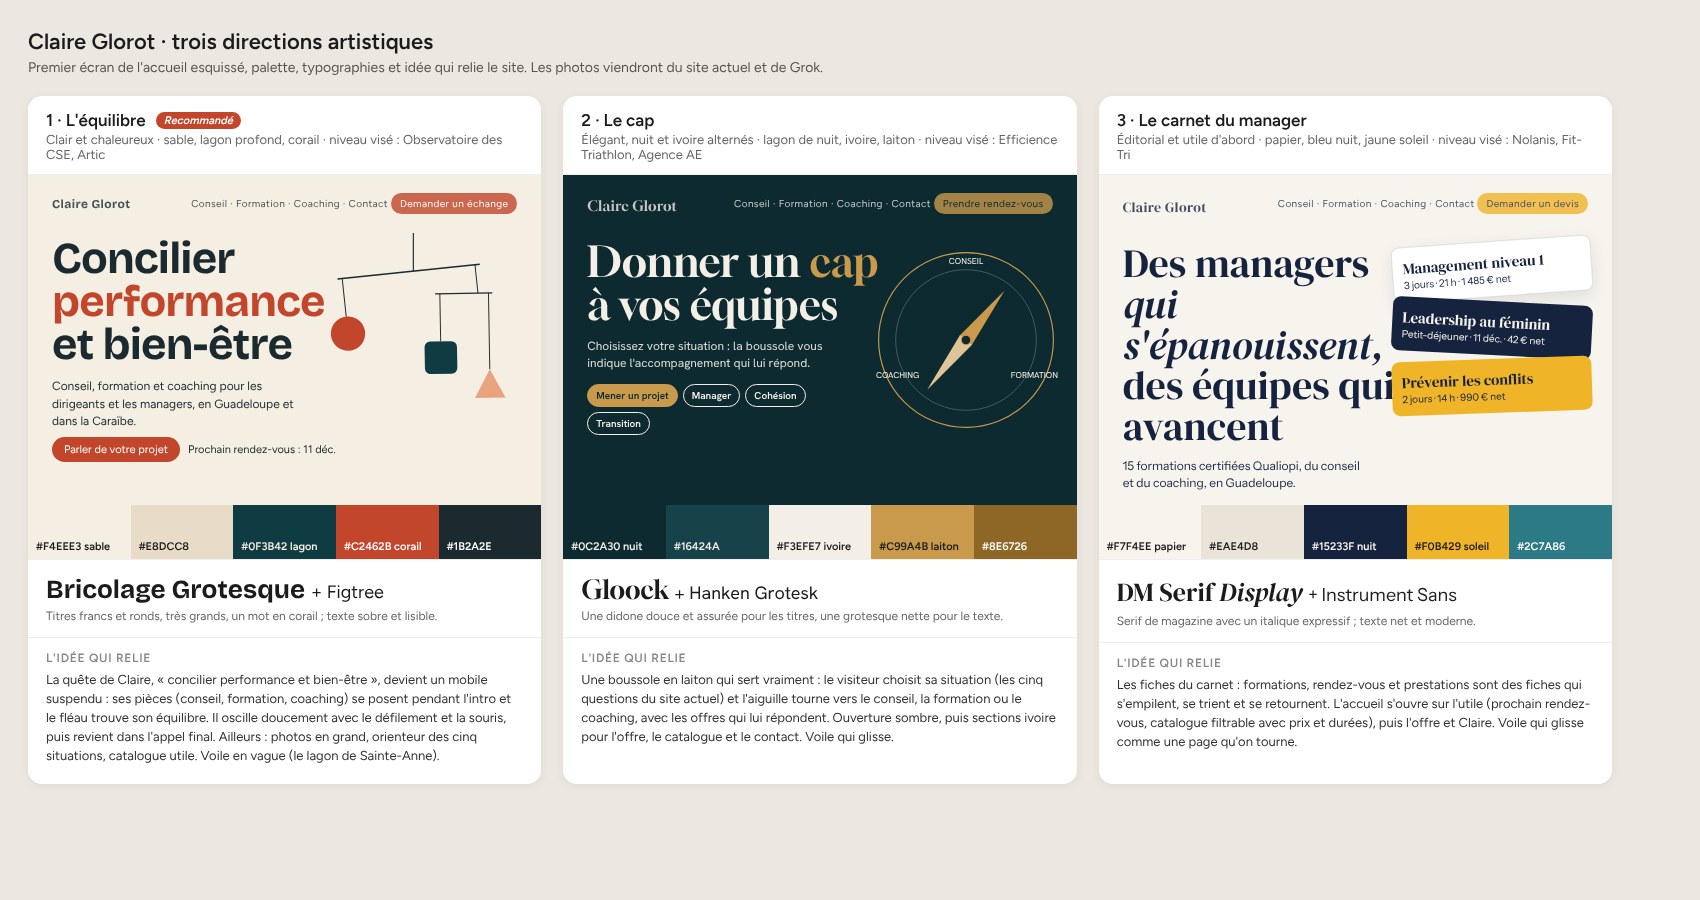 Claire Glorot · trois directions artistiques
Premier écran de l'accueil esquissé, palette, typographies et idée qui relie le site. Les photos viendront du site actuel et de Grok.
1 · L'équilibre Recommandé
Clair et chaleureux · sable, lagon profond, corail · niveau visé : Observatoire des
CSE, Artic
Claire Glorot
Conseil · Formation · Coaching · Contact Demander un échange
Concilier
performance
et bien-être
Conseil, formation et coaching pour les
dirigeants et les managers, en Guadeloupe et
dans la Caraïbe.
Parler de votre projet Prochain rendez-vous : 11 déc.
#F4EEE3 sable
#E8DCC8
#0F3B42 lagon
#C2462B corail
#1B2A2E
Bricolage Grotesque + Figtree
Titres francs et ronds, très grands, un mot en corail ; texte sobre et lisible.
L'IDÉE QUI RELIE
La quête de Claire, « concilier performance et bien-être », devient un mobile
suspendu : ses pièces (conseil, formation, coaching) se posent pendant l'intro et
le fléau trouve son équilibre. Il oscille doucement avec le défilement et la souris,
puis revient dans l'appel final. Ailleurs : photos en grand, orienteur des cinq
situations, catalogue utile. Voile en vague (le lagon de Sainte-Anne).
2 · Le cap
Élégant, nuit et ivoire alternés · lagon de nuit, ivoire, laiton · niveau visé : Efficience
Triathlon, Agence AE
Claire Glorot
Conseil · Formation · Coaching · Contact Prendre rendez-vous
Donner un cap
à vos équipes
Choisissez votre situation : la boussole vous
indique l'accompagnement qui lui répond.
Mener un projet Manager Cohésion
Transition
CONSEIL
COACHING
FORMATION
#0C2A30 nuit
#16424A
#F3EFE7 ivoire
#C99A4B laiton
#8E6726
Gloock + Hanken Grotesk
Une didone douce et assurée pour les titres, une grotesque nette pour le texte.
L'IDÉE QUI RELIE
Une boussole en laiton qui sert vraiment : le visiteur choisit sa situation (les cinq
questions du site actuel) et l'aiguille tourne vers le conseil, la formation ou le
coaching, avec les offres qui lui répondent. Ouverture sombre, puis sections ivoire
pour l'offre, le catalogue et le contact. Voile qui glisse.
3 · Le carnet du manager
Éditorial et utile d'abord · papier, bleu nuit, jaune soleil · niveau visé : Nolanis, Fit-
Tri
Claire Glorot
Conseil · Formation · Coaching · Contact Demander un devis
Des managers
qui
s'épanouissent,
des équipes qui
avancent
Management niveau 1
3 jours · 21 h · 1 485 € net
Leadership au féminin
Petit-déjeuner · 11 déc. · 42 € net
Prévenir les conflits
2 jours · 14 h · 990 € net
15 formations certifiées Qualiopi, du conseil
et du coaching, en Guadeloupe.
#F7F4EE papier
#EAE4D8
#15233F nuit
#F0B429 soleil
#2C7A86
DM Serif Display + Instrument Sans
Serif de magazine avec un italique expressif ; texte net et moderne.
L'IDÉE QUI RELIE
Les fiches du carnet : formations, rendez-vous et prestations sont des fiches qui
s'empilent, se trient et se retournent. L'accueil s'ouvre sur l'utile (prochain rendez-
vous, catalogue filtrable avec prix et durées), puis l'offre et Claire. Voile qui glisse
comme une page qu'on tourne.